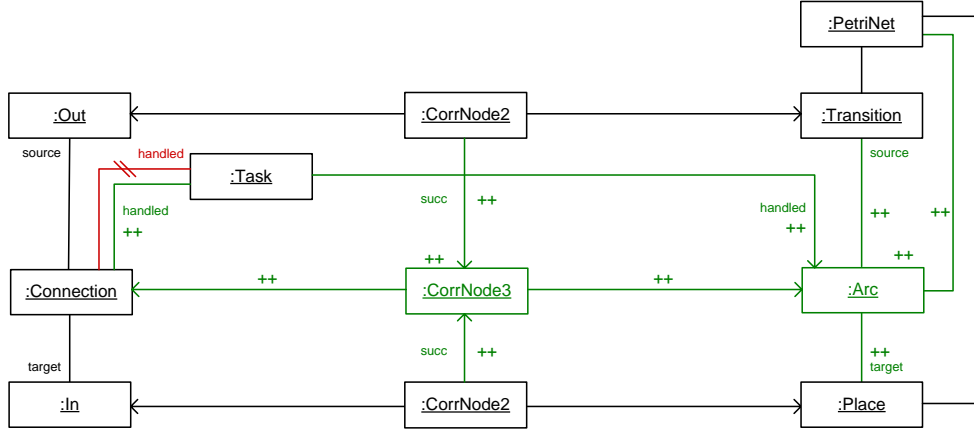 :PetriNet
:Out
:CorrNode2
:Transition
source
handled
source
:Task
succ
++
handled
++
handled
++
++
++
++
++
++
++
:Connection
:CorrNode3
:Arc
target
succ
++
++
target
:In
:CorrNode2
:Place